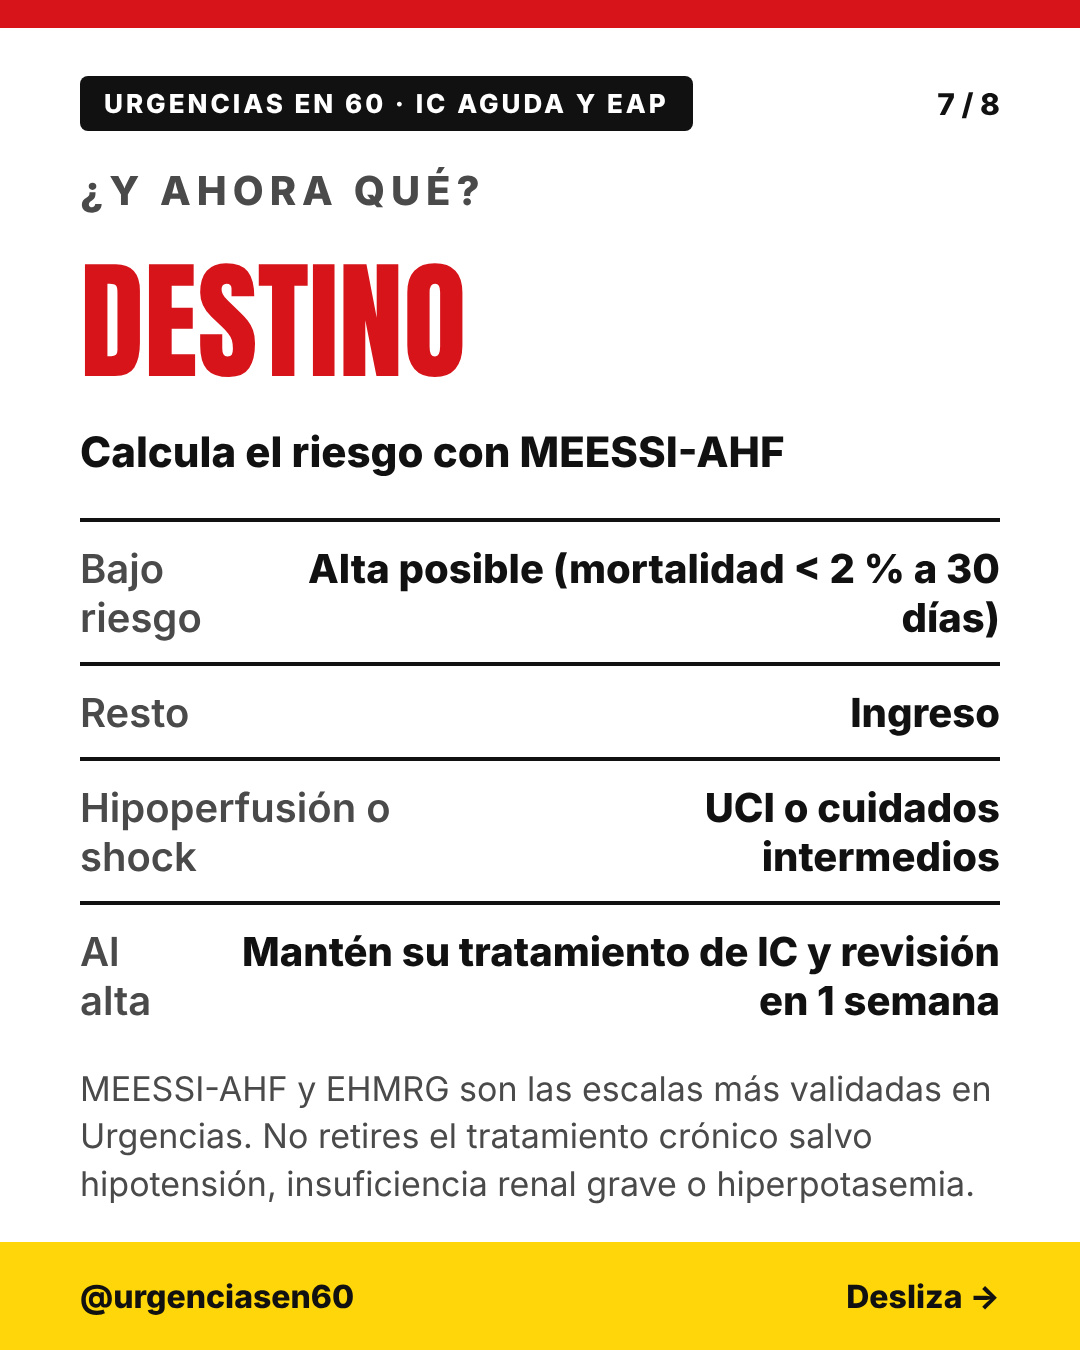 URGENCIAS EN 60 · IC AGUDA Y EAP
7 / 8
¿Y AHORA QUÉ?
DESTINO
Calcula el riesgo con MEESSI-AHF
Bajo riesgo
Alta posible (mortalidad < 2 % a 30 días)
Resto
Ingreso
Hipoperfusión o shock
UCI o cuidados intermedios
Al alta
Mantén su tratamiento de IC y revisión en 1 semana
MEESSI-AHF y EHMRG son las escalas más validadas en
Urgencias. No retires el tratamiento crónico salvo
hipotensión, insuficiencia renal grave o hiperpotasemia.
@urgenciasen60
Desliza →